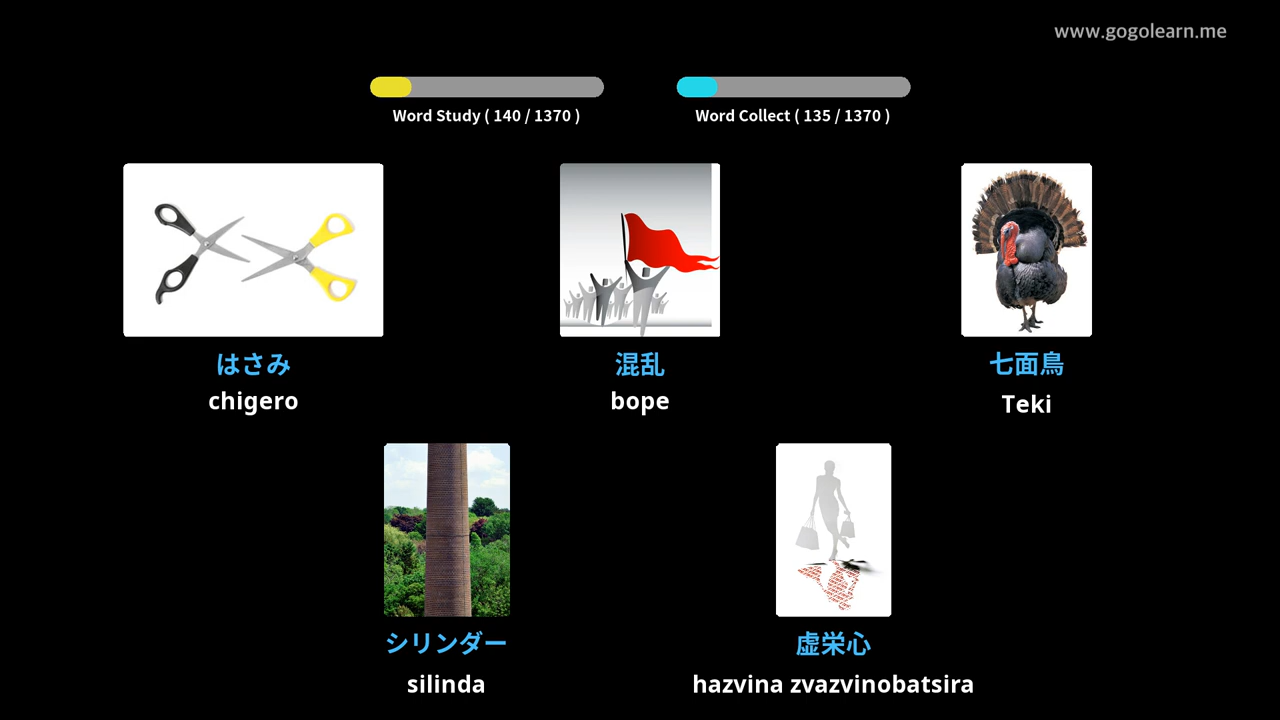 www.gogolearn.me
Word Study ( 140 / 1370 )
Word Collect ( 135 / 1370 )
はさみ
chigero
混乱
bope
七面鳥
Teki
シリンダー
silinda
虚栄心
hazvina zvazvinobatsira